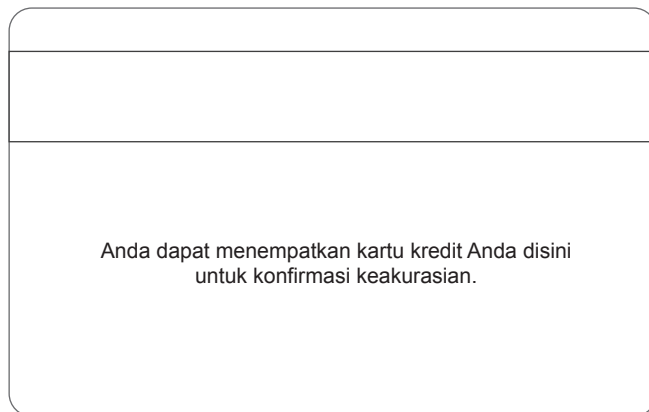 Anda dapat menempatkan kartu kredit Anda disini
untuk konfirmasi keakurasian.